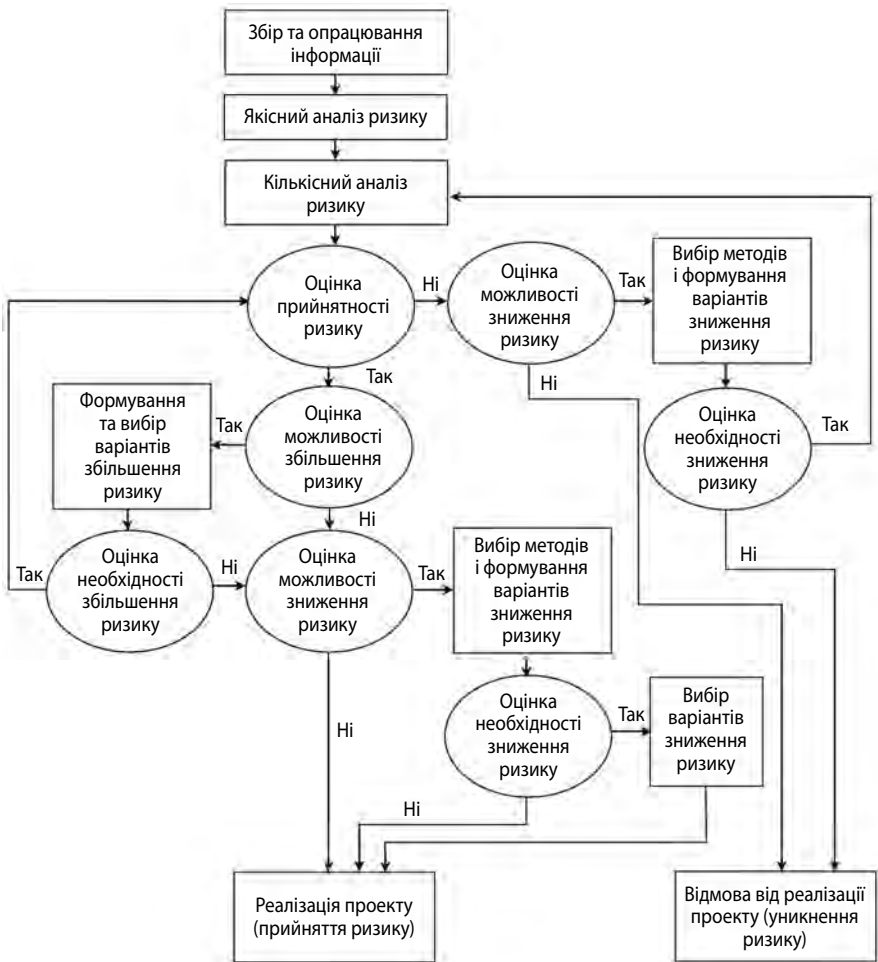 Збір та опрацювання
інформації
Якісний аналіз ризику
Кількісний аналіз
ризику
Оцінка
прийнятності
ризику
Ні
Оцінка
можливості
зниження
ризику
Так
Вибір методів
і формування
варіантів
зниження
ризику
Так
Ні
Формування
та вибір
варіантів
збільшення
ризику
Так
Оцінка
можливості
збільшення
ризику
Оцінка
необхідності
зниження
ризику
Так
Ні
Ні
Так
Оцінка
необхідності
збільшення
ризику
Ні
Оцінка
можливості
зниження
ризику
Так
Вибір методів
і формування
варіантів
зниження
ризику
Ні
Оцінка
необхідності
зниження
ризику
Так
Вибір
варіантів
зниження
ризику
Ні
Реалізація проекту
(прийняття ризику)
Відмова від реалізації
проекту (уникнення
ризику)